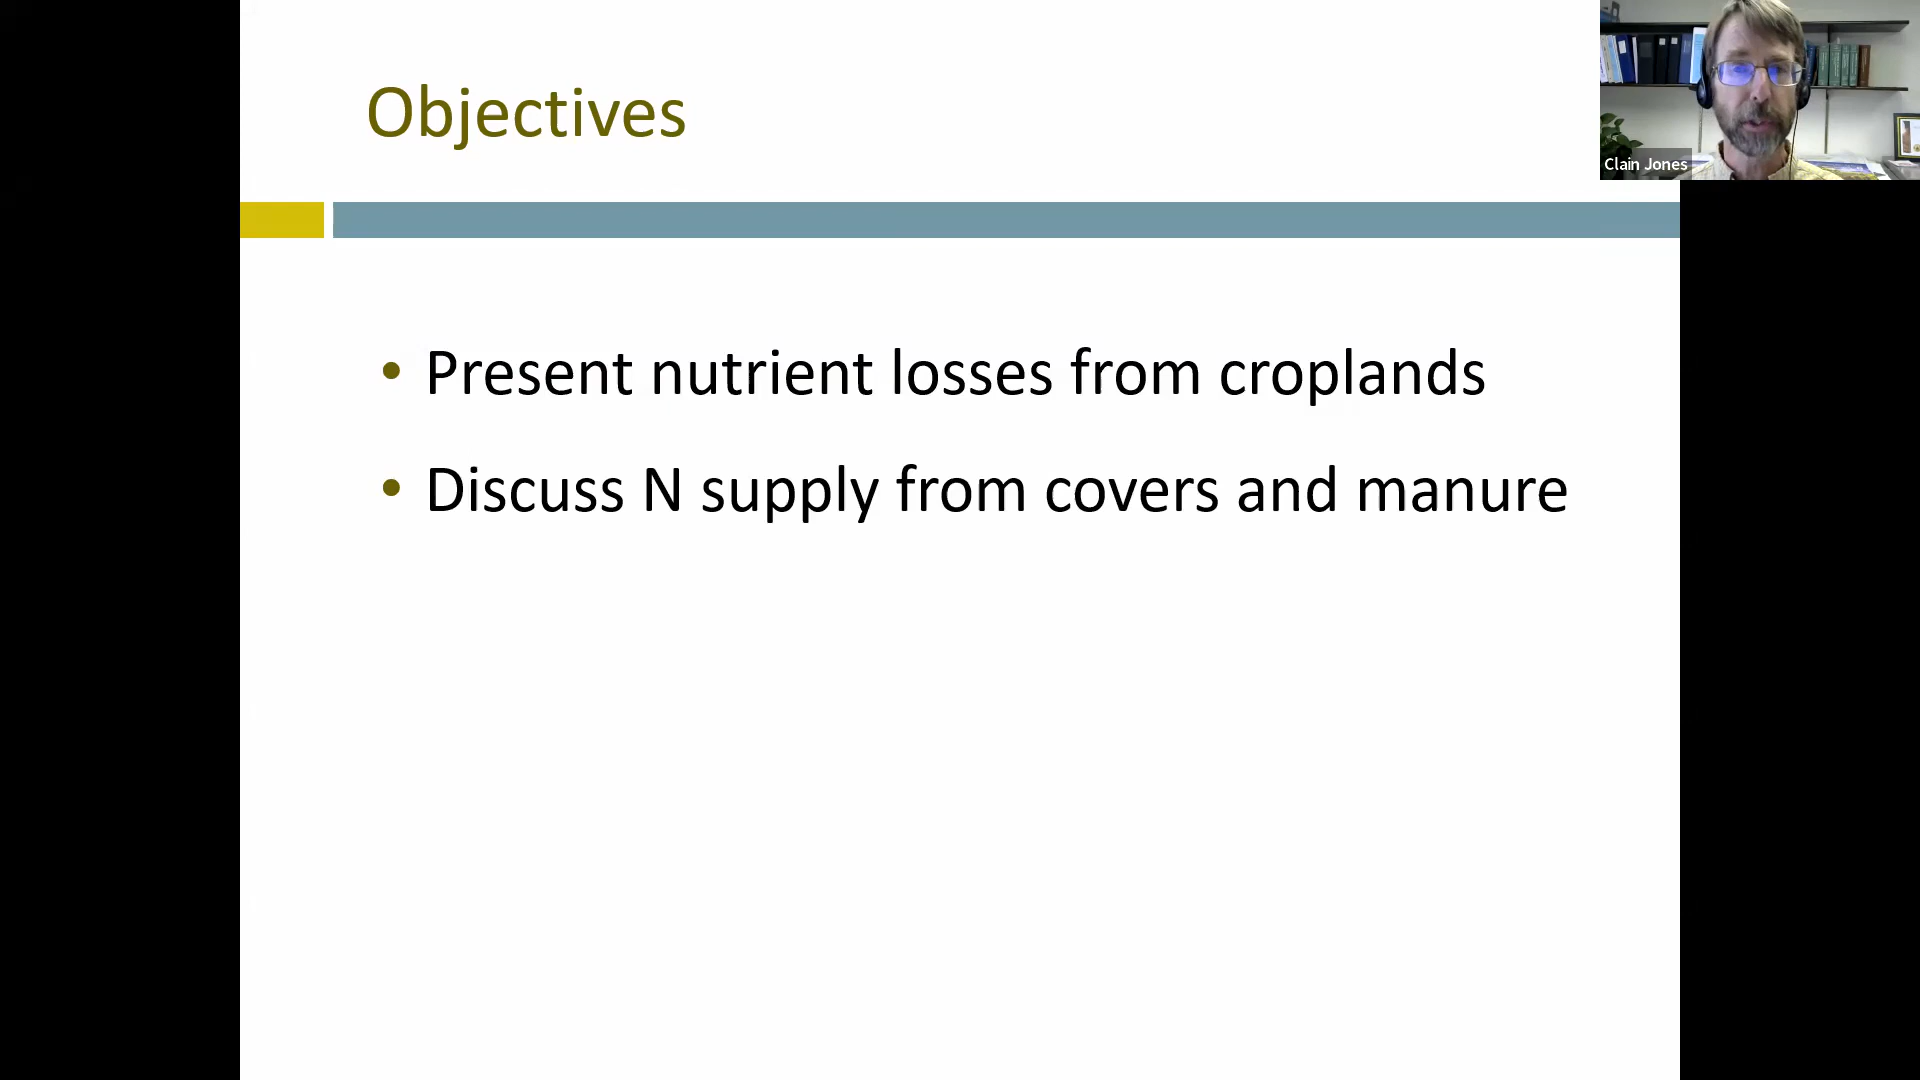 Objectives
Clain Jones
• Present nutrient losses from croplands
• Discuss N supply from covers and manure